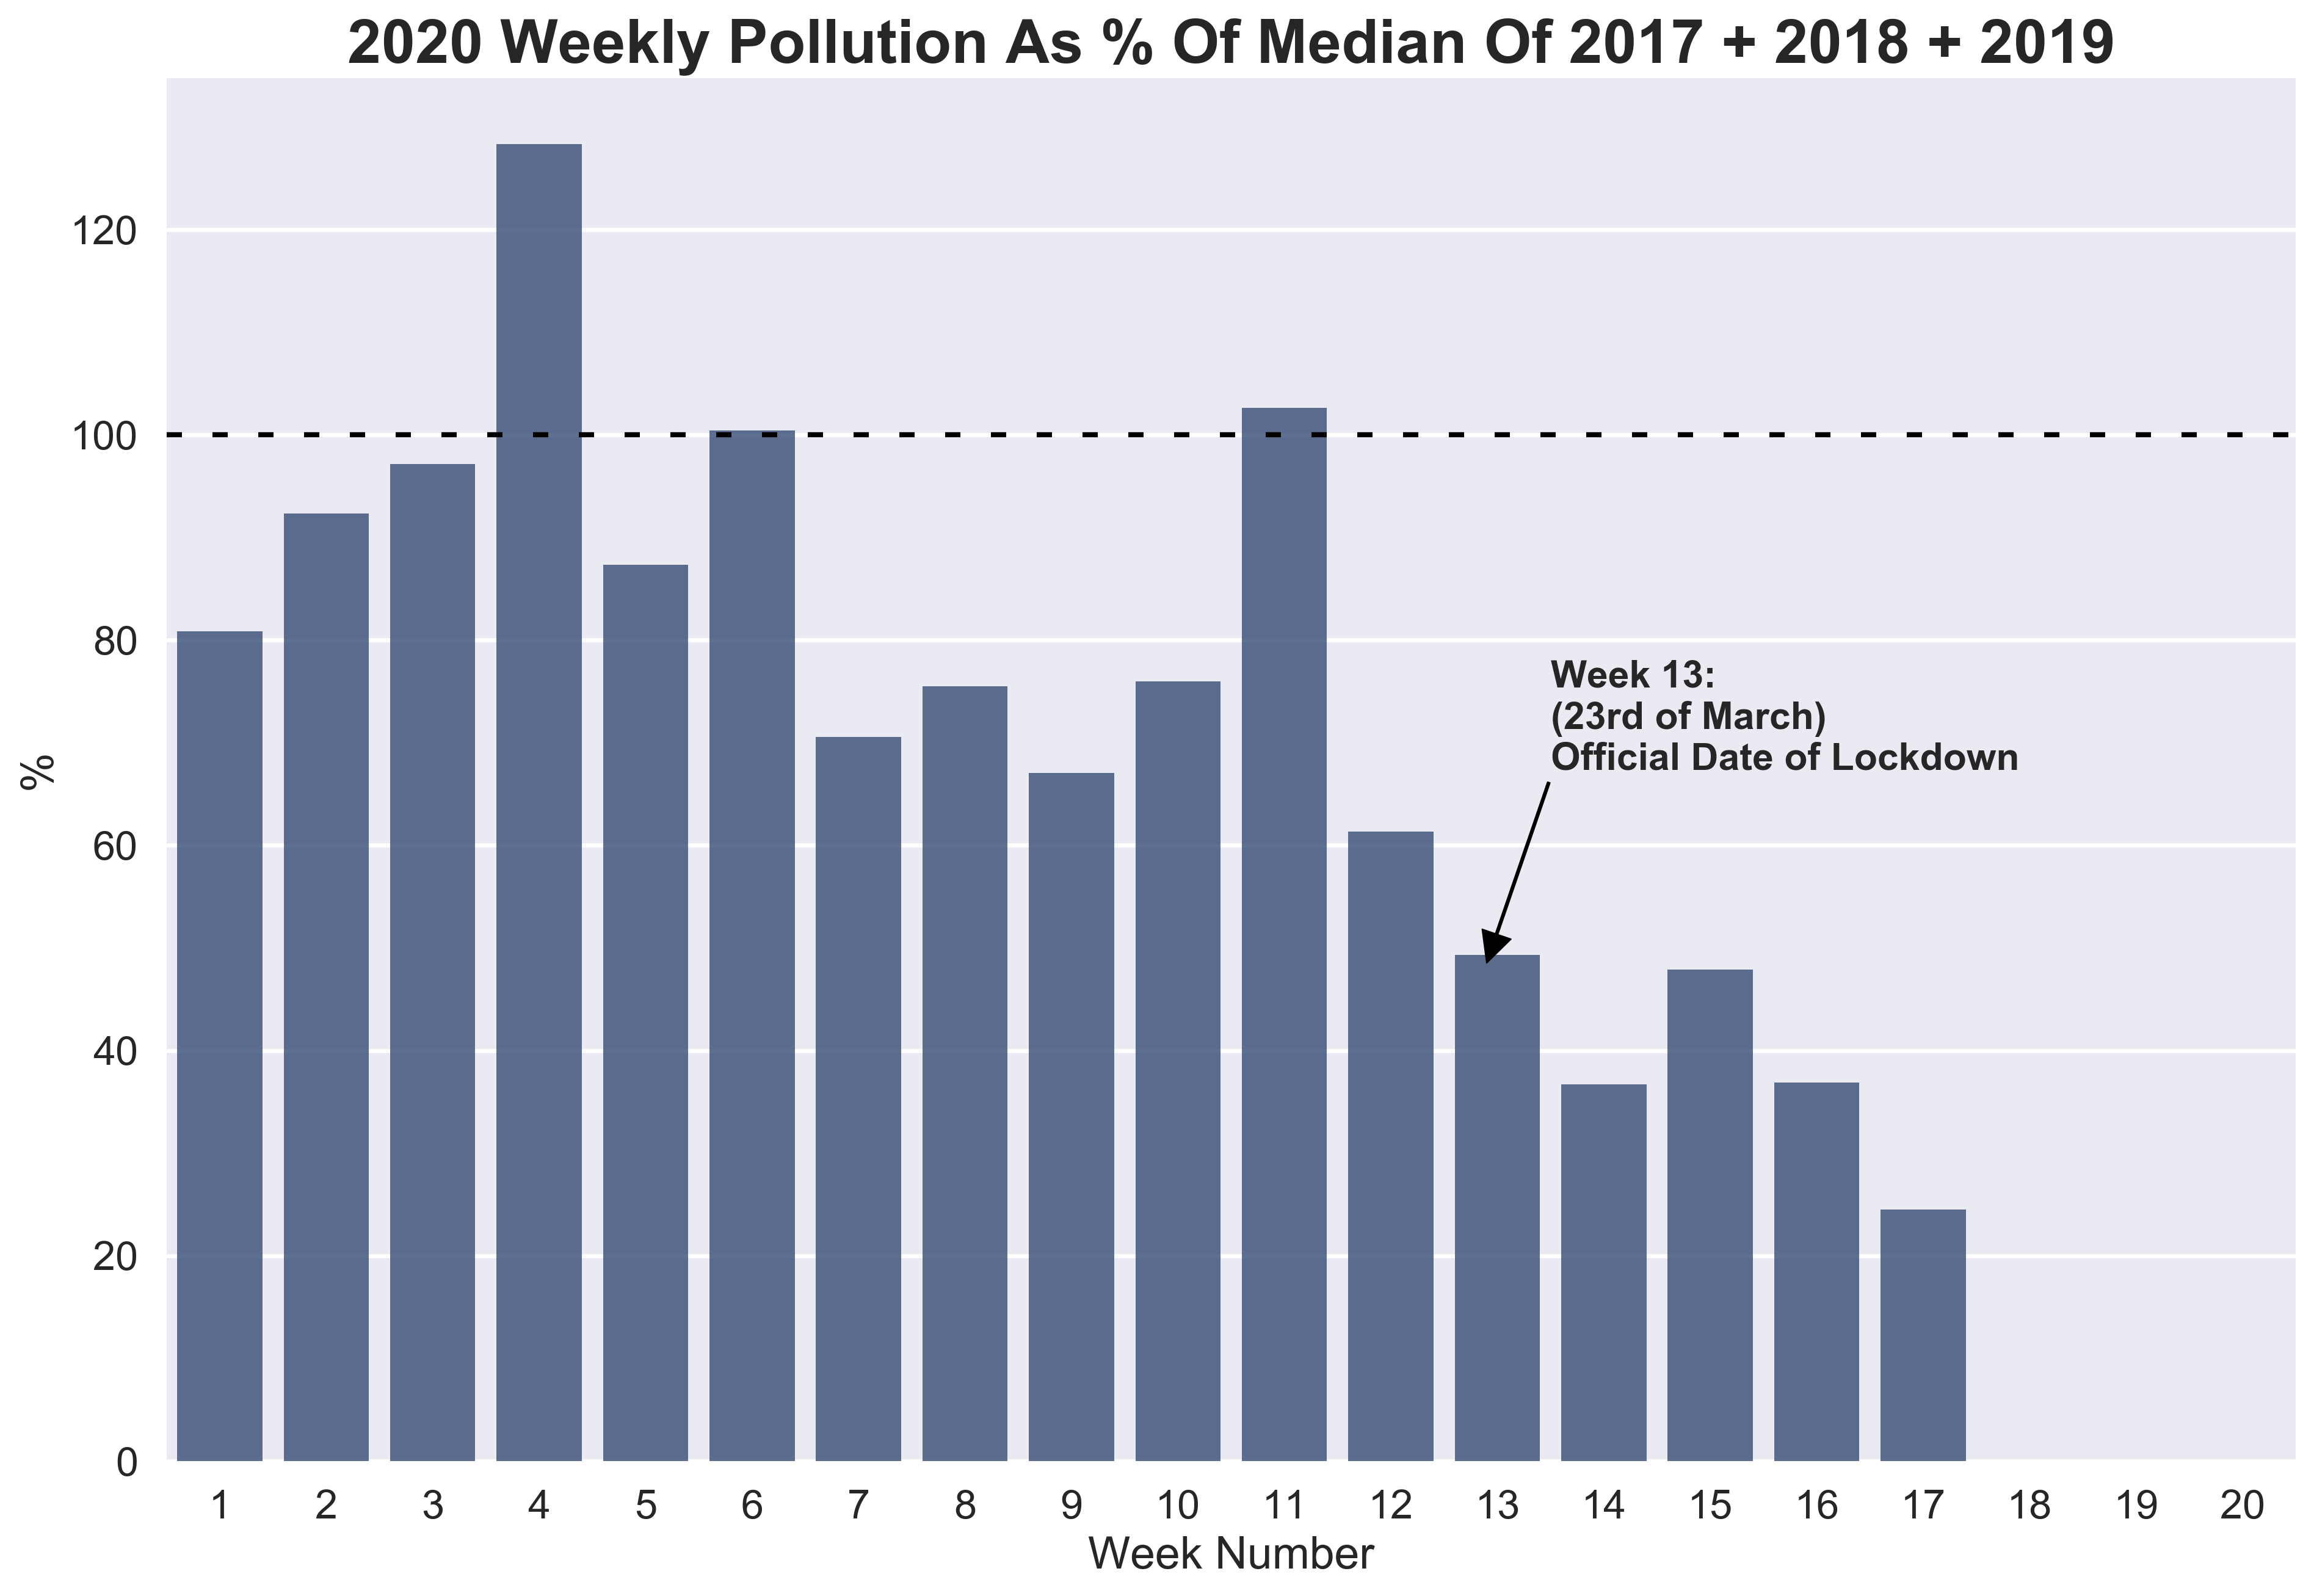 2020 Weekly Pollution As % Of Median Of 2017 + 2018 + 2019
120
100
80
60
40
20
0
%
Week 13:
(23rd of March)
Official Date of Lockdown
1 2 3 4 5 6 7 8 9 10 11 12 13 14 15 16 17 18 19 20
Week Number